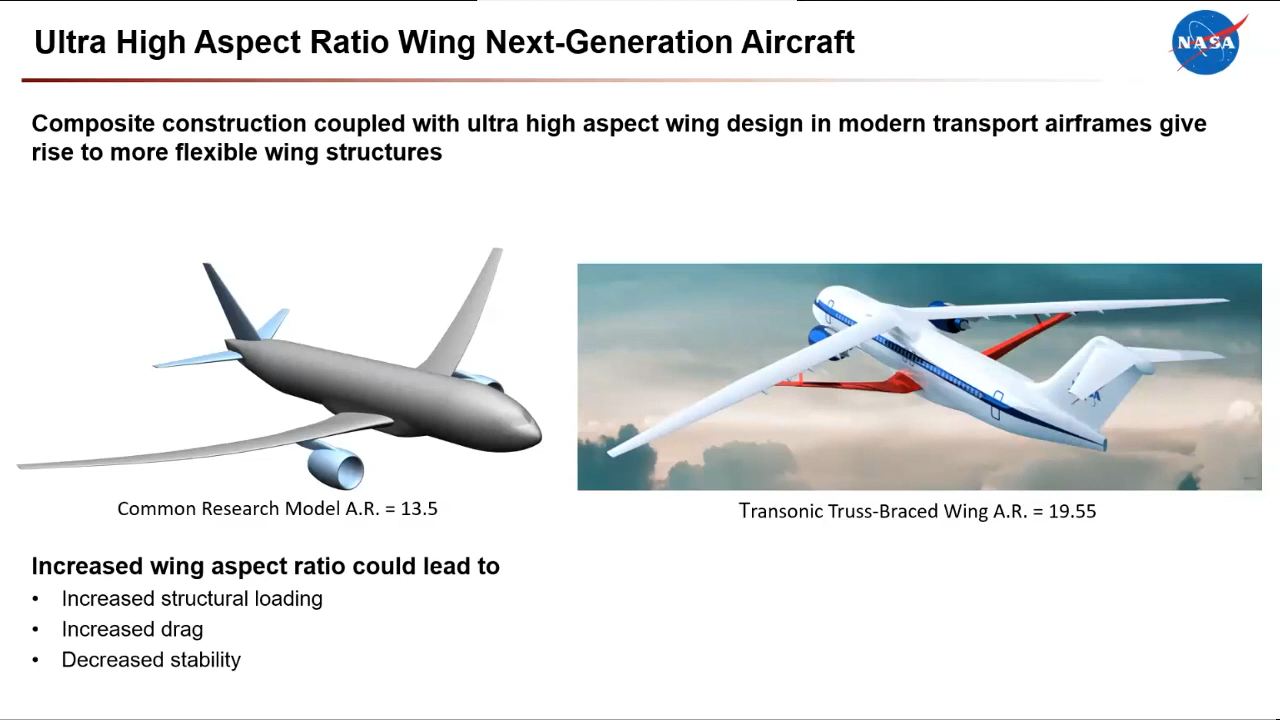 Ultra High Aspect Ratio Wing Next-Generation Aircraft
NASA
Composite construction coupled with ultra high aspect wing design in modern transport airframes give
rise to more flexible wing structures
Common Research Model A.R. = 13.5
Transonic Truss-Braced Wing A.R. = 19.55
Increased wing aspect ratio could lead to
• Increased structural loading
• Increased drag
• Decreased stability